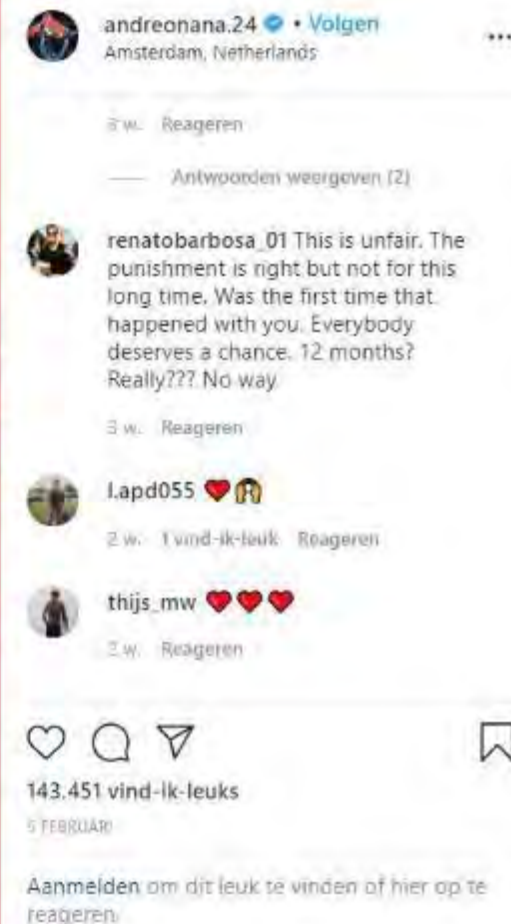 andreonana.24 • Volgen
Amsterdam, Netherlands
3 w. Reageren
Antwoorden weergeven (2)
renatobarbosa_01 This is unfair. The
punishment is right but not for this
long time. Was the first time that
happened with you. Everybody
deserves a chance. 12 months?
Really??? No way
3 w. Reageren
l.apd055 ❤️🙌
2 w. 1 vind-ik-leuk Reageren
thijs_mw ❤️❤️❤️
2 w. Reageren
143.451 vind-ik-leuks
5 FEBRUARI
Aanmelden om dit leuk te vinden of hier op te
reageren.